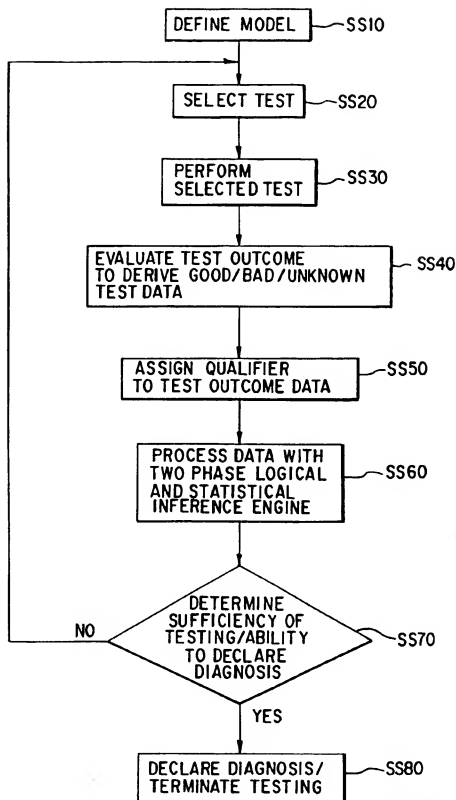 DEFINE MODEL
SS10
SELECT TEST
SS20
PERFORM
SELECTED TEST
SS30
EVALUATE TEST OUTCOME
TO DERIVE GOOD/BAD/UNKNOWN
TEST DATA
SS40
ASSIGN QUALIFIER
TO TEST OUTCOME DATA
SS50
PROCESS DATA WITH
TWO PHASE LOGICAL
AND STATISTICAL
INFERENCE ENGINE
SS60
DETERMINE
SUFFICIENCY OF
TESTING/ABILITY
TO DECLARE
DIAGNOSIS
SS70
NO
YES
DECLARE DIAGNOSIS/
TERMINATE TESTING
SS80